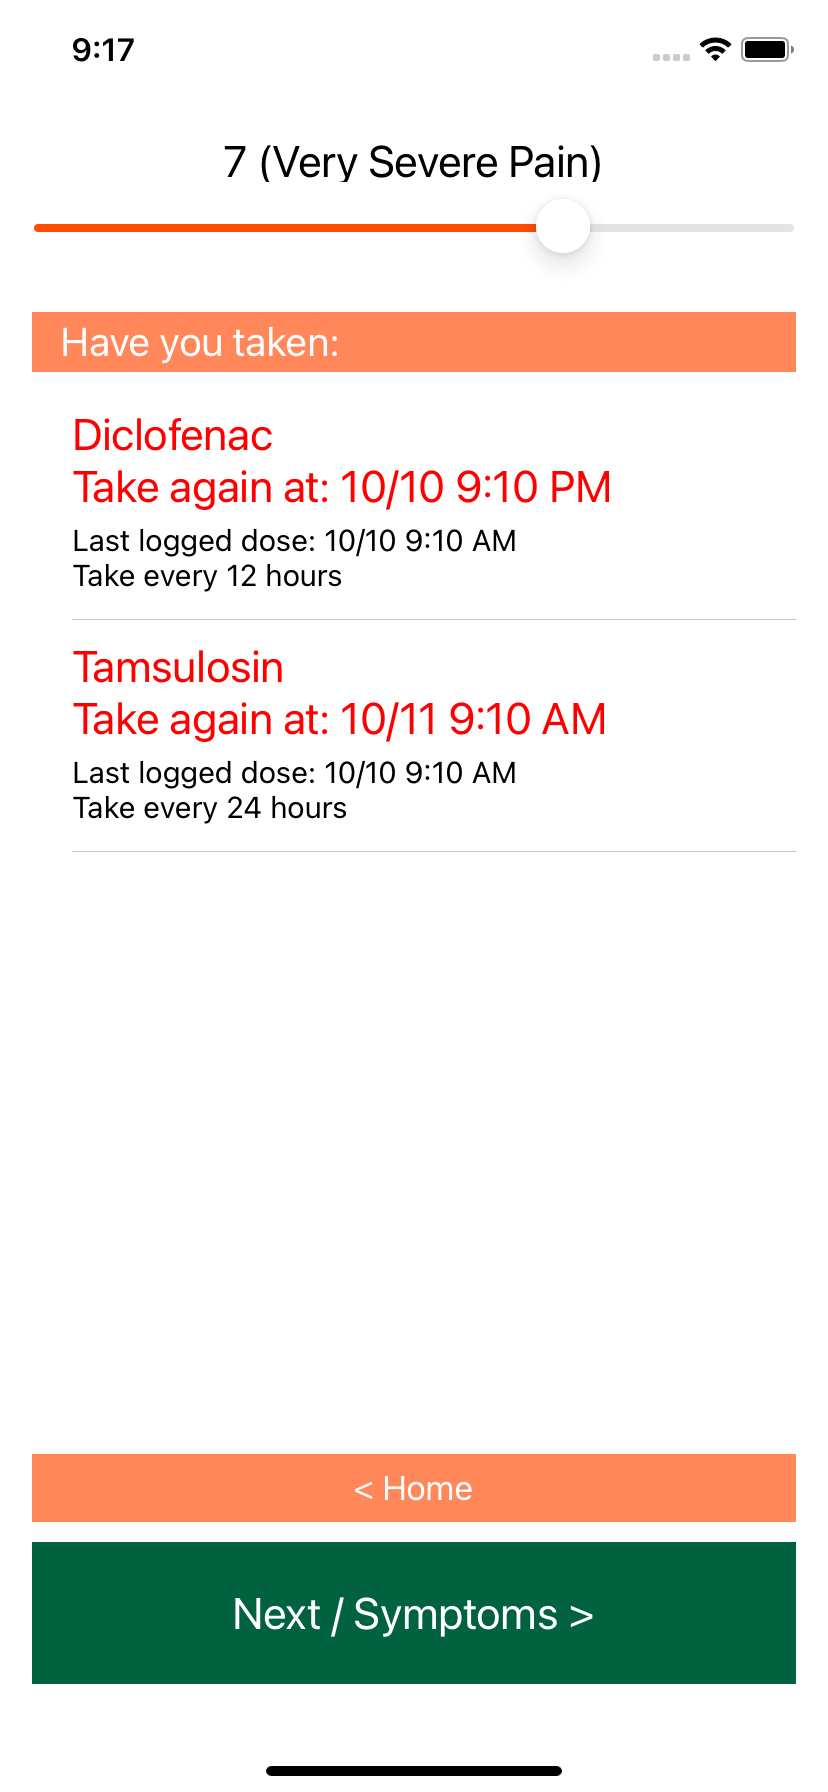 9:17
7 (Very Severe Pain)
Have you taken:
Diclofenac
Take again at: 10/10 9:10 PM
Last logged dose: 10/10 9:10 AM
Take every 12 hours
Tamsulosin
Take again at: 10/11 9:10 AM
Last logged dose: 10/10 9:10 AM
Take every 24 hours
< Home
Next / Symptoms >